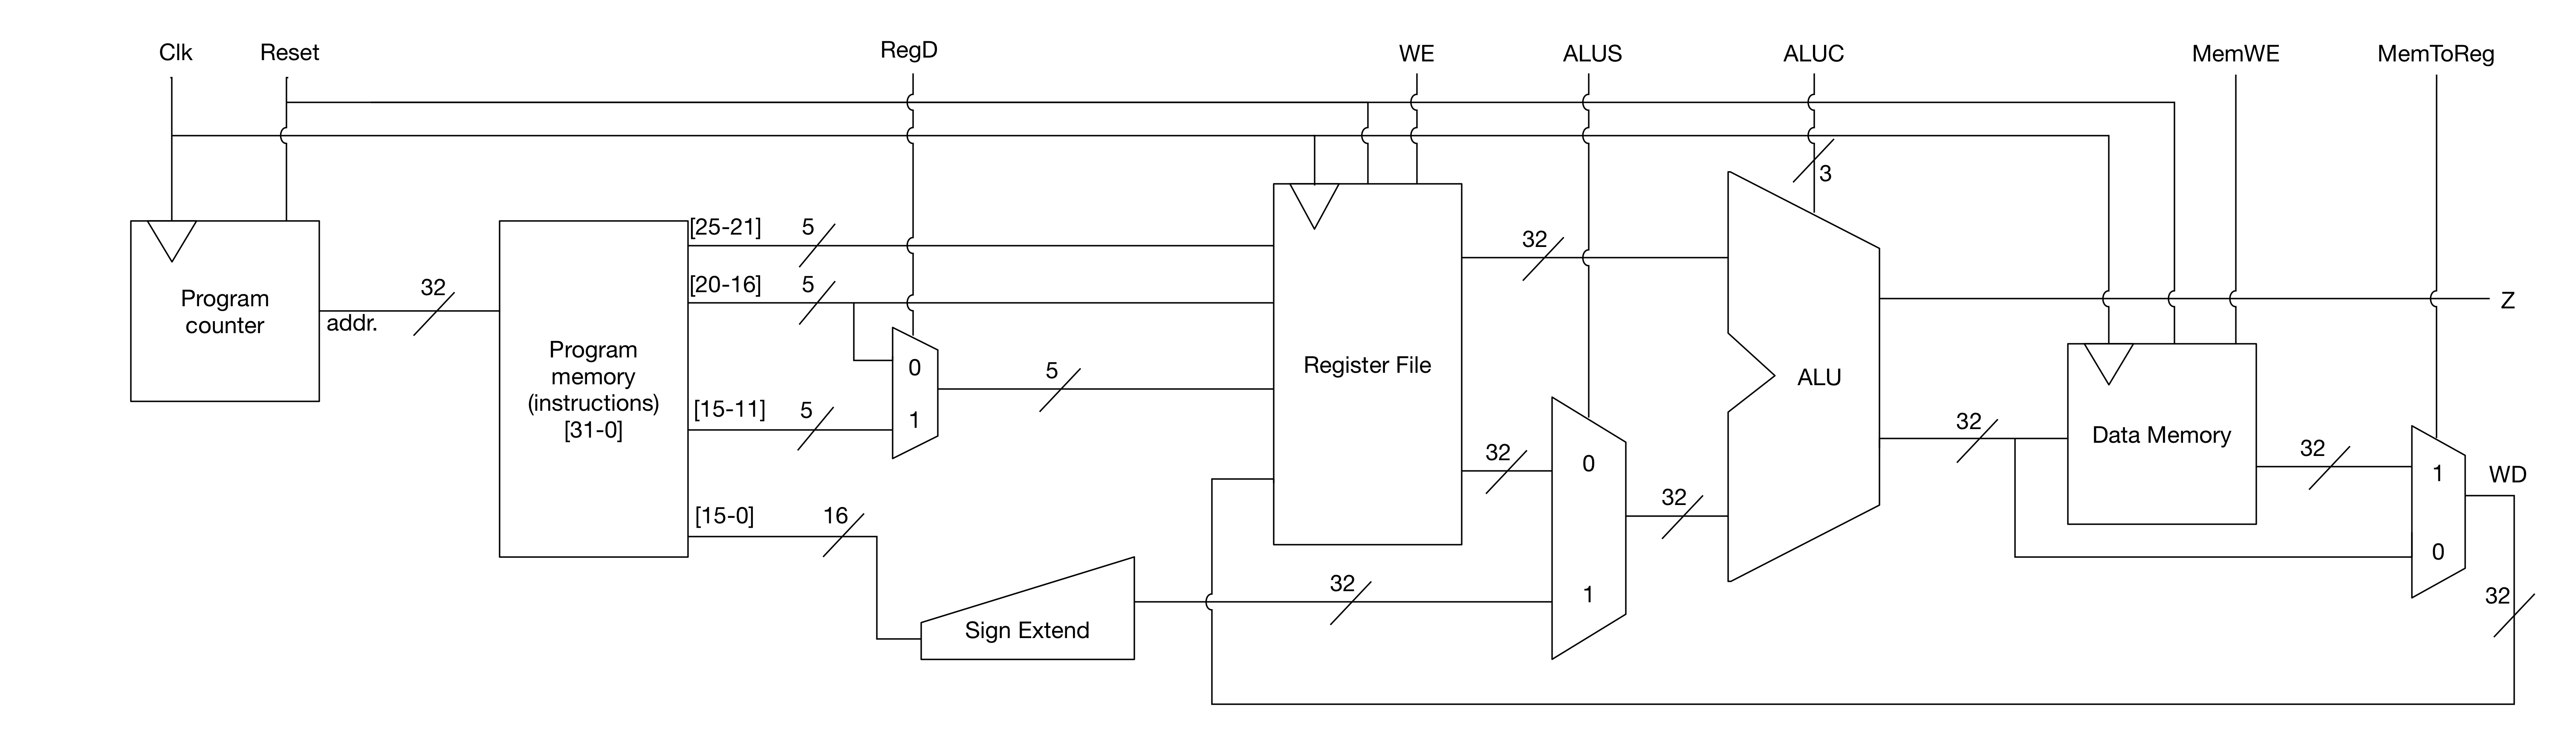 Clk
Reset
RegD
WE
ALUS
ALUC
MemWE
MemToReg
3
[25-21]
5
[20-16]
5
32
addr.
Program
counter
Program
memory
(instructions)
[31-0]
0
1
5
[15-11]
5
[15-0]
16
Sign Extend
32
Register File
32
32
0
1
32
ALU
Z
32
Data Memory
32
1
0
WD
32